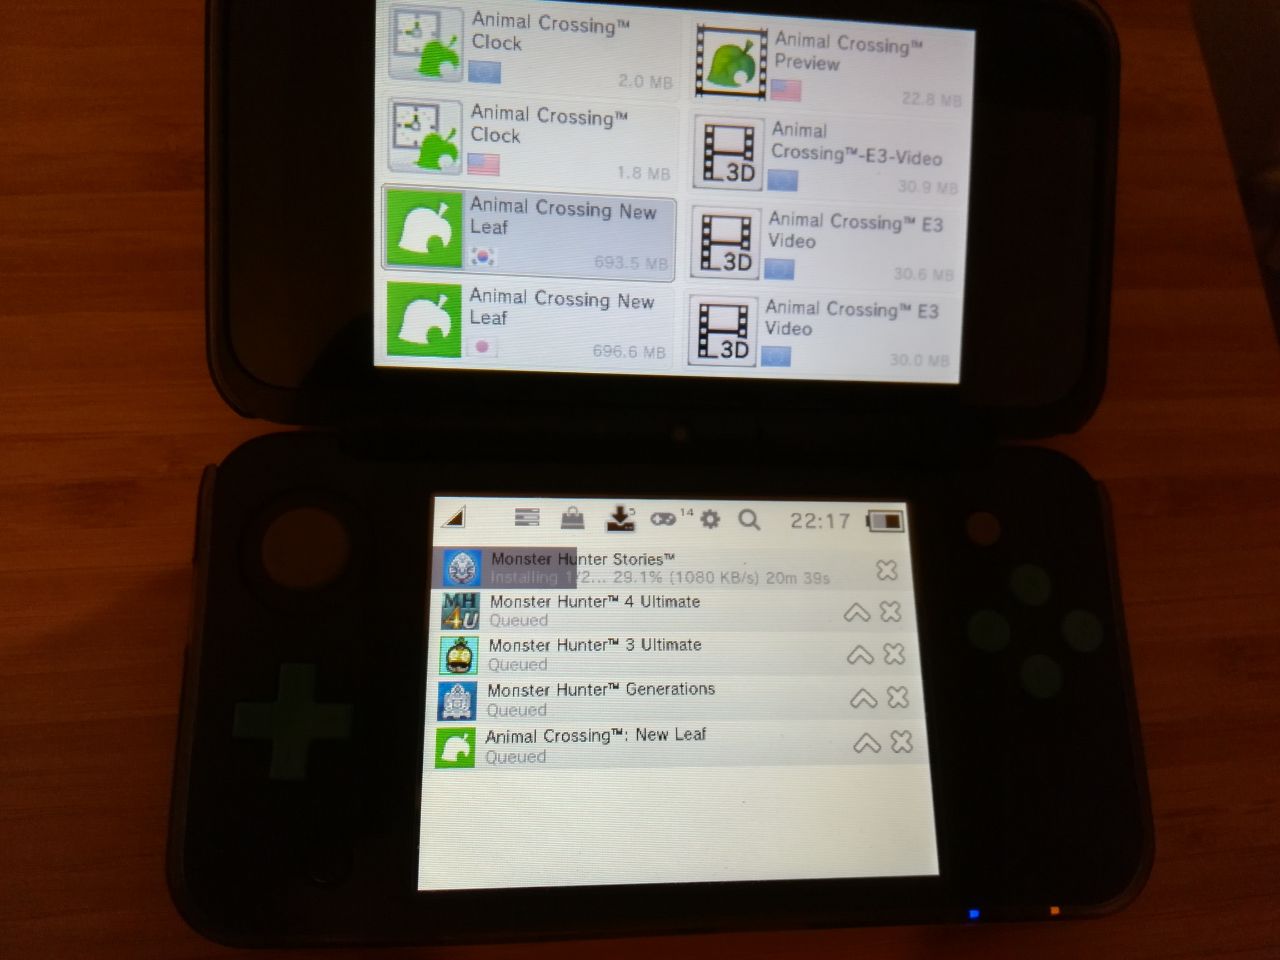 Animal Crossing™
Clock
2.0 MB
Animal Crossing™
Clock
1.8 MB
Animal Crossing New
Leaf
693.5 MB
Animal Crossing New
Leaf
696.6 MB
Animal Crossing™
Preview
22.8 MB
Animal
Crossing™-E3-Video
3D
30.9 MB
Animal Crossing™ E3
Video
3D
30.6 MB
Animal Crossing™ E3
Video
3D
30.0 MB
5 14 22:17
Monster Hunter Stories™
Installing 1/2... 29.1% (1080 KB/s) 20m 39s
MH
4U
Monster Hunter™ 4 Ultimate
Queued
Monster Hunter™ 3 Ultimate
Queued
Monster Hunter™ Generations
Queued
Animal Crossing™: New Leaf
Queued